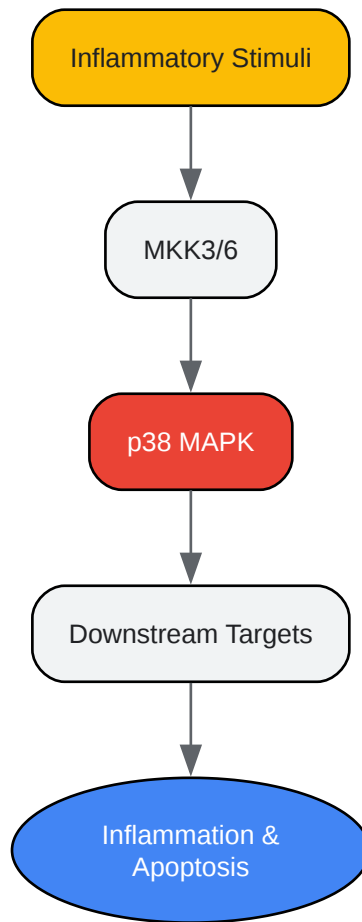 Inflammatory Stimuli
MKK3/6
p38 MAPK
Downstream Targets
Inflammation &
Apoptosis